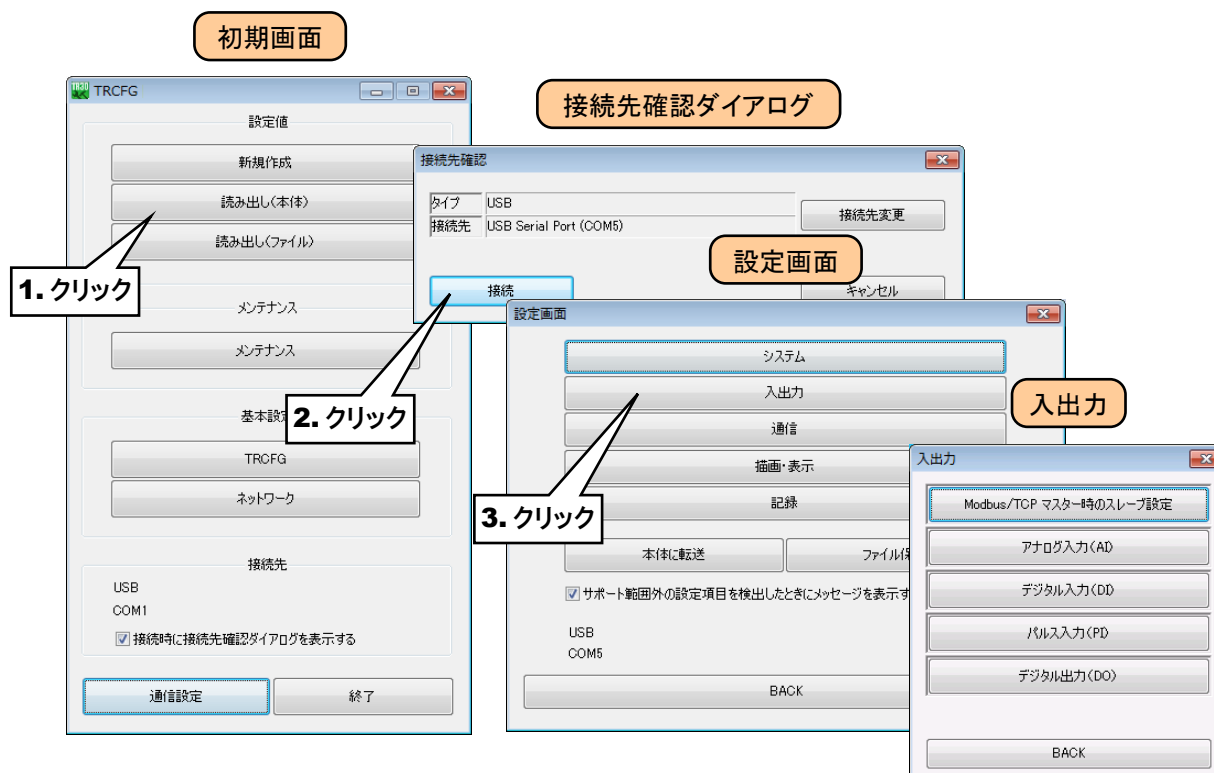 初期画面
TRCFG
設定値
新規作成
読み出し(本体)
読み出し(ファイル)
1. クリック
メンテナンス
メンテナンス
基本設
TRCFG
ネットワーク
接続先
USB
COM1
接続時に接続先確認ダイアログを表示する
通信設定
終了
接続先確認ダイアログ
接続先確認
タイプ USB
接続先 USB Serial Port (COM5)
接続先変更
接続
キャンセル
2. クリック
設定画面
設定画面
システム
入出力
通信
描画・表示
記録
3. クリック
本体に転送
ファイル保
サポート範囲外の設定項目を検出したときにメッセージを表示す
USB
COM5
BACK
入出力
入出力
Modbus/TCP マスター時のスレーブ設定
アナログ入力(AI)
デジタル入力(DI)
パルス入力(PI)
デジタル出力(DO)
BACK